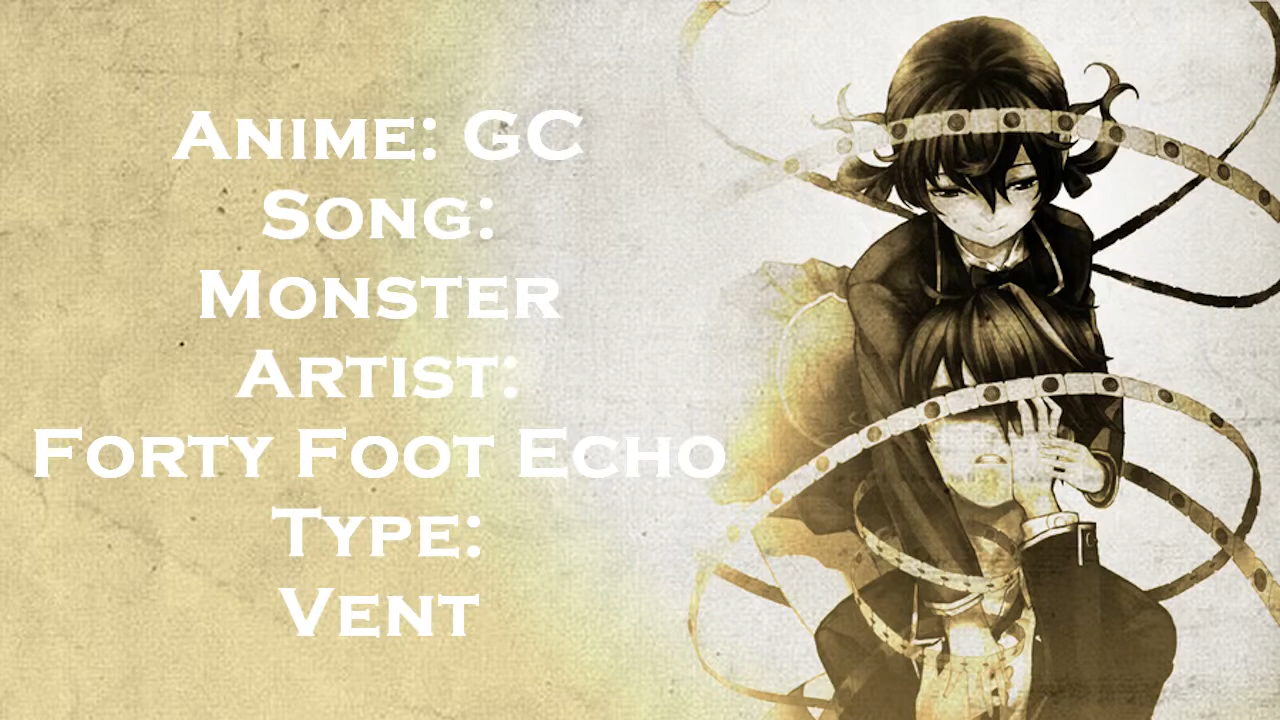 Anime: GC
Song:
Monster
Artist:
Forty Foot Echo
Type:
Vent